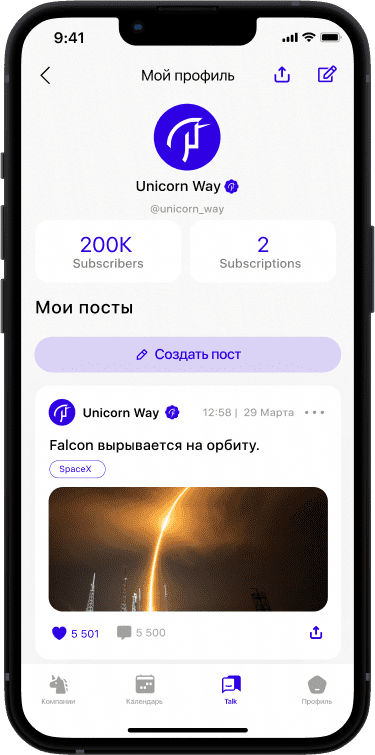 9:41
Мой профиль
Unicorn Way
@unicorn_way
200K
Subscribers
2
Subscriptions
Мои посты
Создать пост
Unicorn Way
12:58 | 29 Марта
Falcon вырывается на орбиту.
SpaceX
5 501
5 500
Компании
Календарь
Talk
Профиль